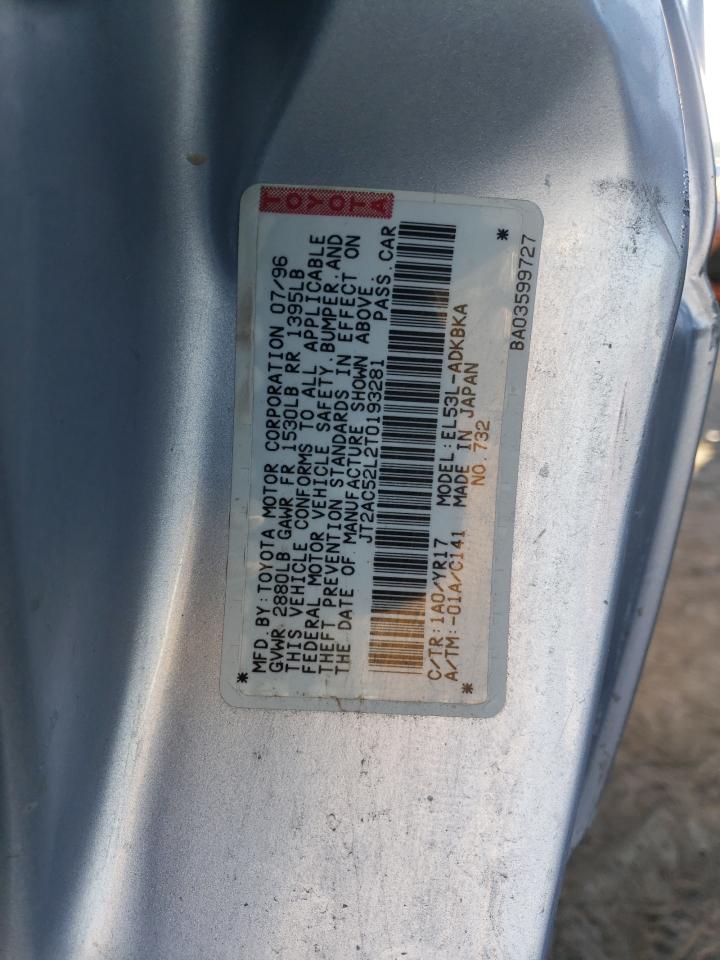 TOYOTA
MFD.BY:TOYOTA MOTOR CORPORATION 07/96
GVWR 2880LB GAWR FR 1530LB RR 1395LB
THIS VEHICLE CONFORMS TO ALL APPLICABLE
FEDERAL MOTOR VEHICLE SAFETY,BUMPER,AND
THEFT PREVENTION STANDARDS IN EFFECT ON
THE DATE OF MANUFACTURE SHOWN ABOVE.
JT2AC52L2T0193281 PASS.CAR
C/TR:1A0/YR17 MODEL:EL53L-ADKBKA
A/TM:-01A/C141 MADE IN JAPAN
NO.732
* *
BA03599727